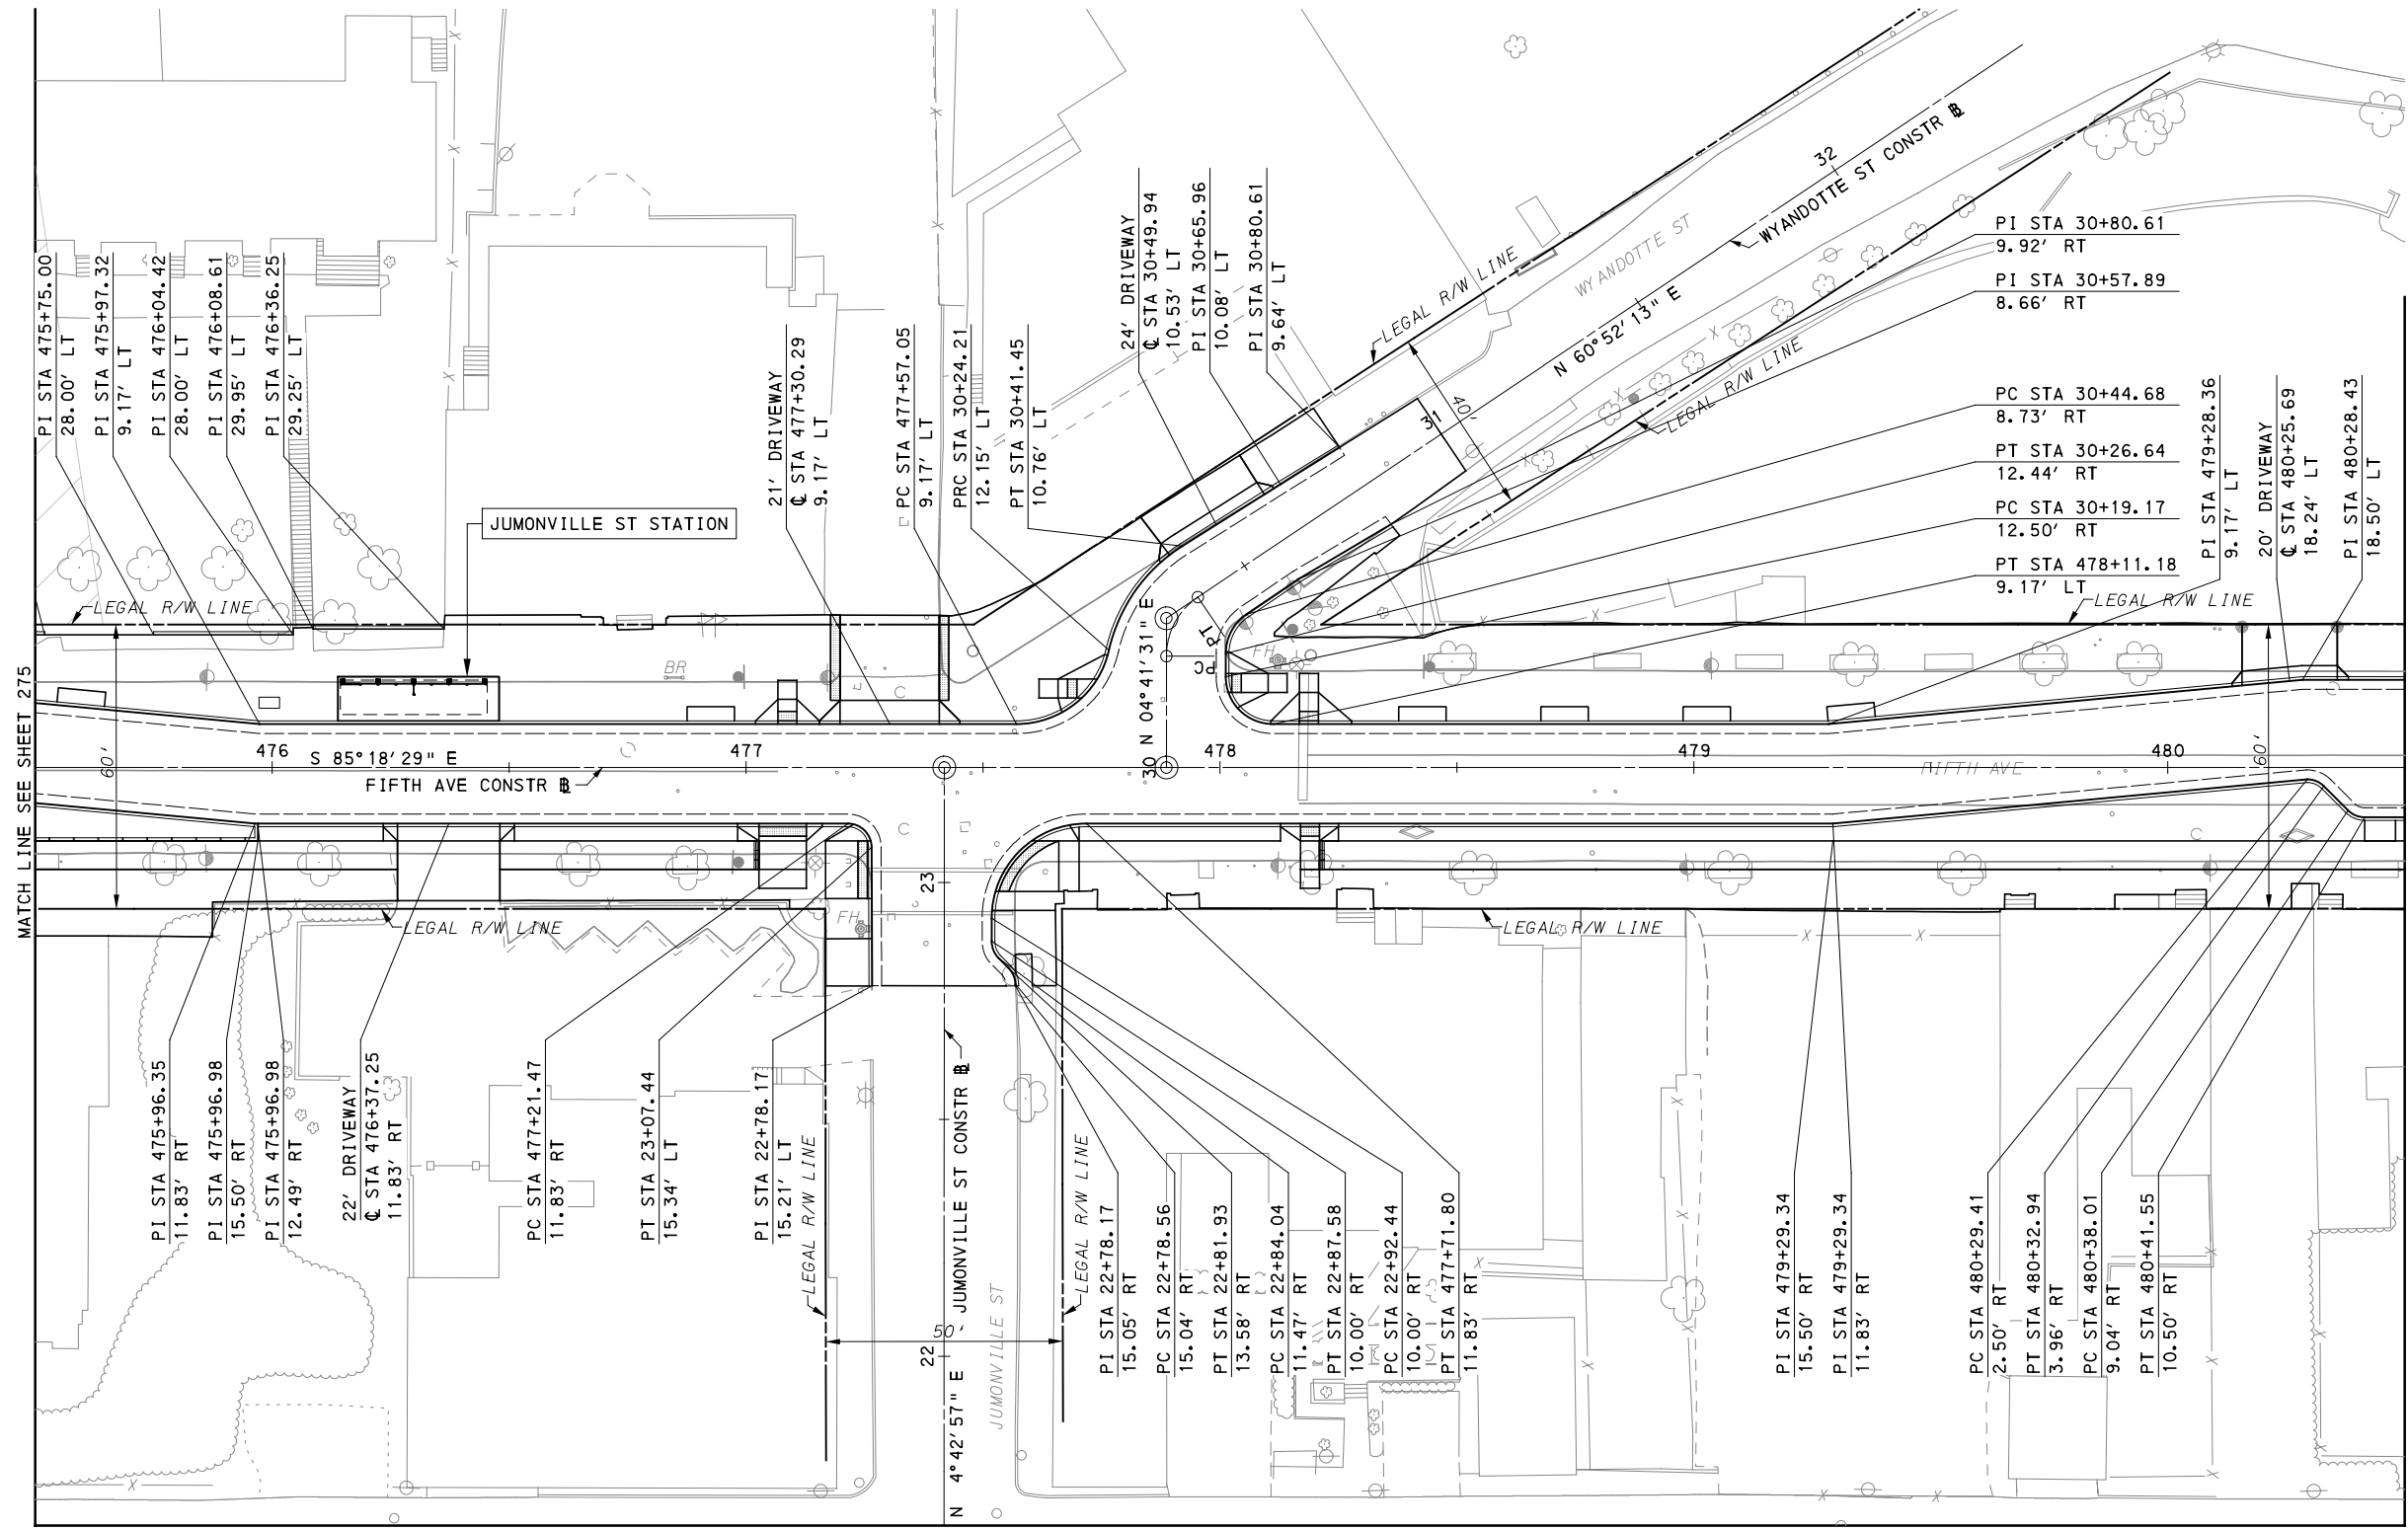 PI STA 475+75.00
28.00' LT
PI STA 475+97.32
9.17' LT
PI STA 476+04.42
28.00' LT
PI STA 476+08.61
29.95' LT
PI STA 476+36.25
29.25' LT
21' DRIVEWAY
℄ STA 477+30.29
9.17' LT
PC STA 477+57.05
9.17' LT
PRC STA 30+24.21
12.15' LT
PT STA 30+41.45
10.76' LT
24' DRIVEWAY
℄ STA 30+49.94
10.53' LT
PI STA 30+65.96
10.08' LT
PI STA 30+80.61
9.64' LT
LEGAL R/W LINE
WYANDOTTE ST
32
WYANDOTTE ST CONSTR BL
N 60°52'13" E
31
40'
LEGAL R/W LINE
PI STA 30+80.61
9.92' RT
PI STA 30+57.89
8.66' RT
PC STA 30+44.68
8.73' RT
PT STA 30+26.64
12.44' RT
PC STA 30+19.17
12.50' RT
PT STA 478+11.18
9.17' LT
PI STA 479+28.36
9.17' LT
20' DRIVEWAY
℄ STA 480+25.69
18.24' LT
PI STA 480+28.43
18.50' LT
JUMONVILLE ST STATION
LEGAL R/W LINE
LEGAL R/W LINE
BR
FH
PT
PC
30 N 04°41'31" E
MATCH LINE SEE SHEET 275
60'
476
S 85°18'29" E
FIFTH AVE CONSTR BL
477
478
479
480
FIFTH AVE
60'
LEGAL R/W LINE
FH
23
LEGAL R/W LINE
PI STA 475+96.35
11.83' RT
PI STA 475+96.98
15.50' RT
PI STA 475+96.98
12.49' RT
22' DRIVEWAY
℄ STA 476+37.25
11.83' RT
PC STA 477+21.47
11.83' RT
PT STA 23+07.44
15.34' LT
PI STA 22+78.17
15.21' LT
LEGAL R/W LINE
50'
22
N 4°42'57" E
JUMONVILLE ST CONSTR BL
JUMONVILLE ST
LEGAL R/W LINE
PI STA 22+78.17
15.05' RT
PC STA 22+78.56
15.04' RT
PT STA 22+81.93
13.58' RT
PC STA 22+84.04
11.47' RT
PT STA 22+87.58
10.00' RT
PC STA 22+92.44
10.00' RT
PT STA 477+71.80
11.83' RT
PI STA 479+29.34
15.50' RT
PI STA 479+29.34
11.83' RT
PC STA 480+29.41
2.50' RT
PT STA 480+32.94
3.96' RT
PC STA 480+38.01
9.04' RT
PT STA 480+41.55
10.50' RT